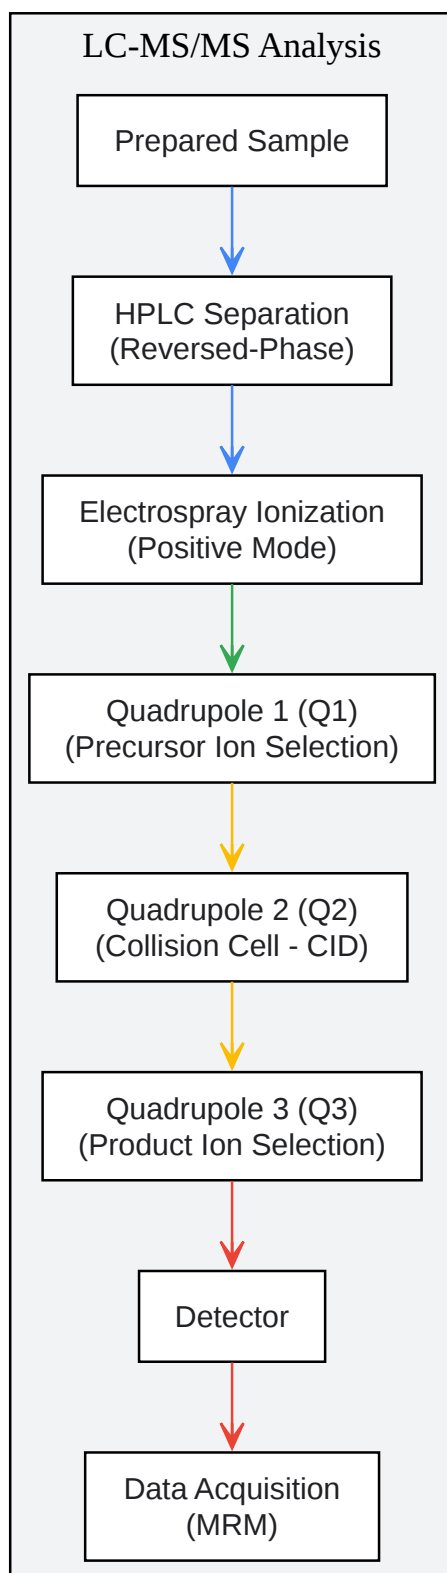 LC-MS/MS Analysis
Prepared Sample
HPLC Separation
(Reversed-Phase)
Electrospray Ionization
(Positive Mode)
Quadrupole 1 (Q1)
(Precursor Ion Selection)
Quadrupole 2 (Q2)
(Collision Cell - CID)
Quadrupole 3 (Q3)
(Product Ion Selection)
Detector
Data Acquisition
(MRM)